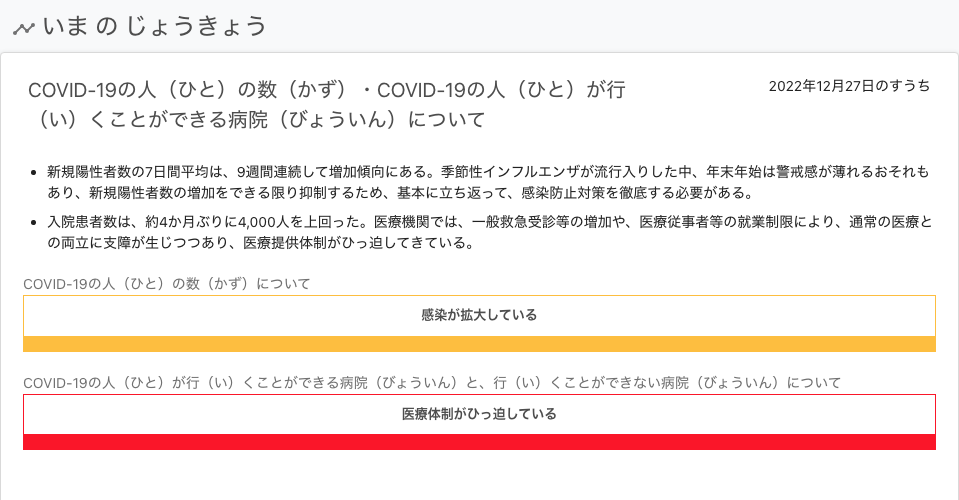 いま の じょうきょう
COVID-19の人（ひと）の数（かず）・COVID-19の人（ひと）が行
（い）くことができる病院（びょういん）について
2022年12月27日のすうち
• 新規陽性者数の7日間平均は、9週間連続して増加傾向にある。季節性インフルエンザが流行入りした中、年末年始は警戒感が薄れるおそれも
あり、新規陽性者数の増加をできる限り抑制するため、基本に立ち返って、感染防止対策を徹底する必要がある。
• 入院患者数は、約4か月ぶりに4,000人を上回った。医療機関では、一般救急受診等の増加や、医療従事者等の就業制限により、通常の医療と
の両立に支障が生じつつあり、医療提供体制がひっ迫してきている。
COVID-19の人（ひと）の数（かず）について
感染が拡大している
COVID-19の人（ひと）が行（い）くことができる病院（びょういん）と、行（い）くことができない病院（びょういん）について
医療体制がひっ迫している